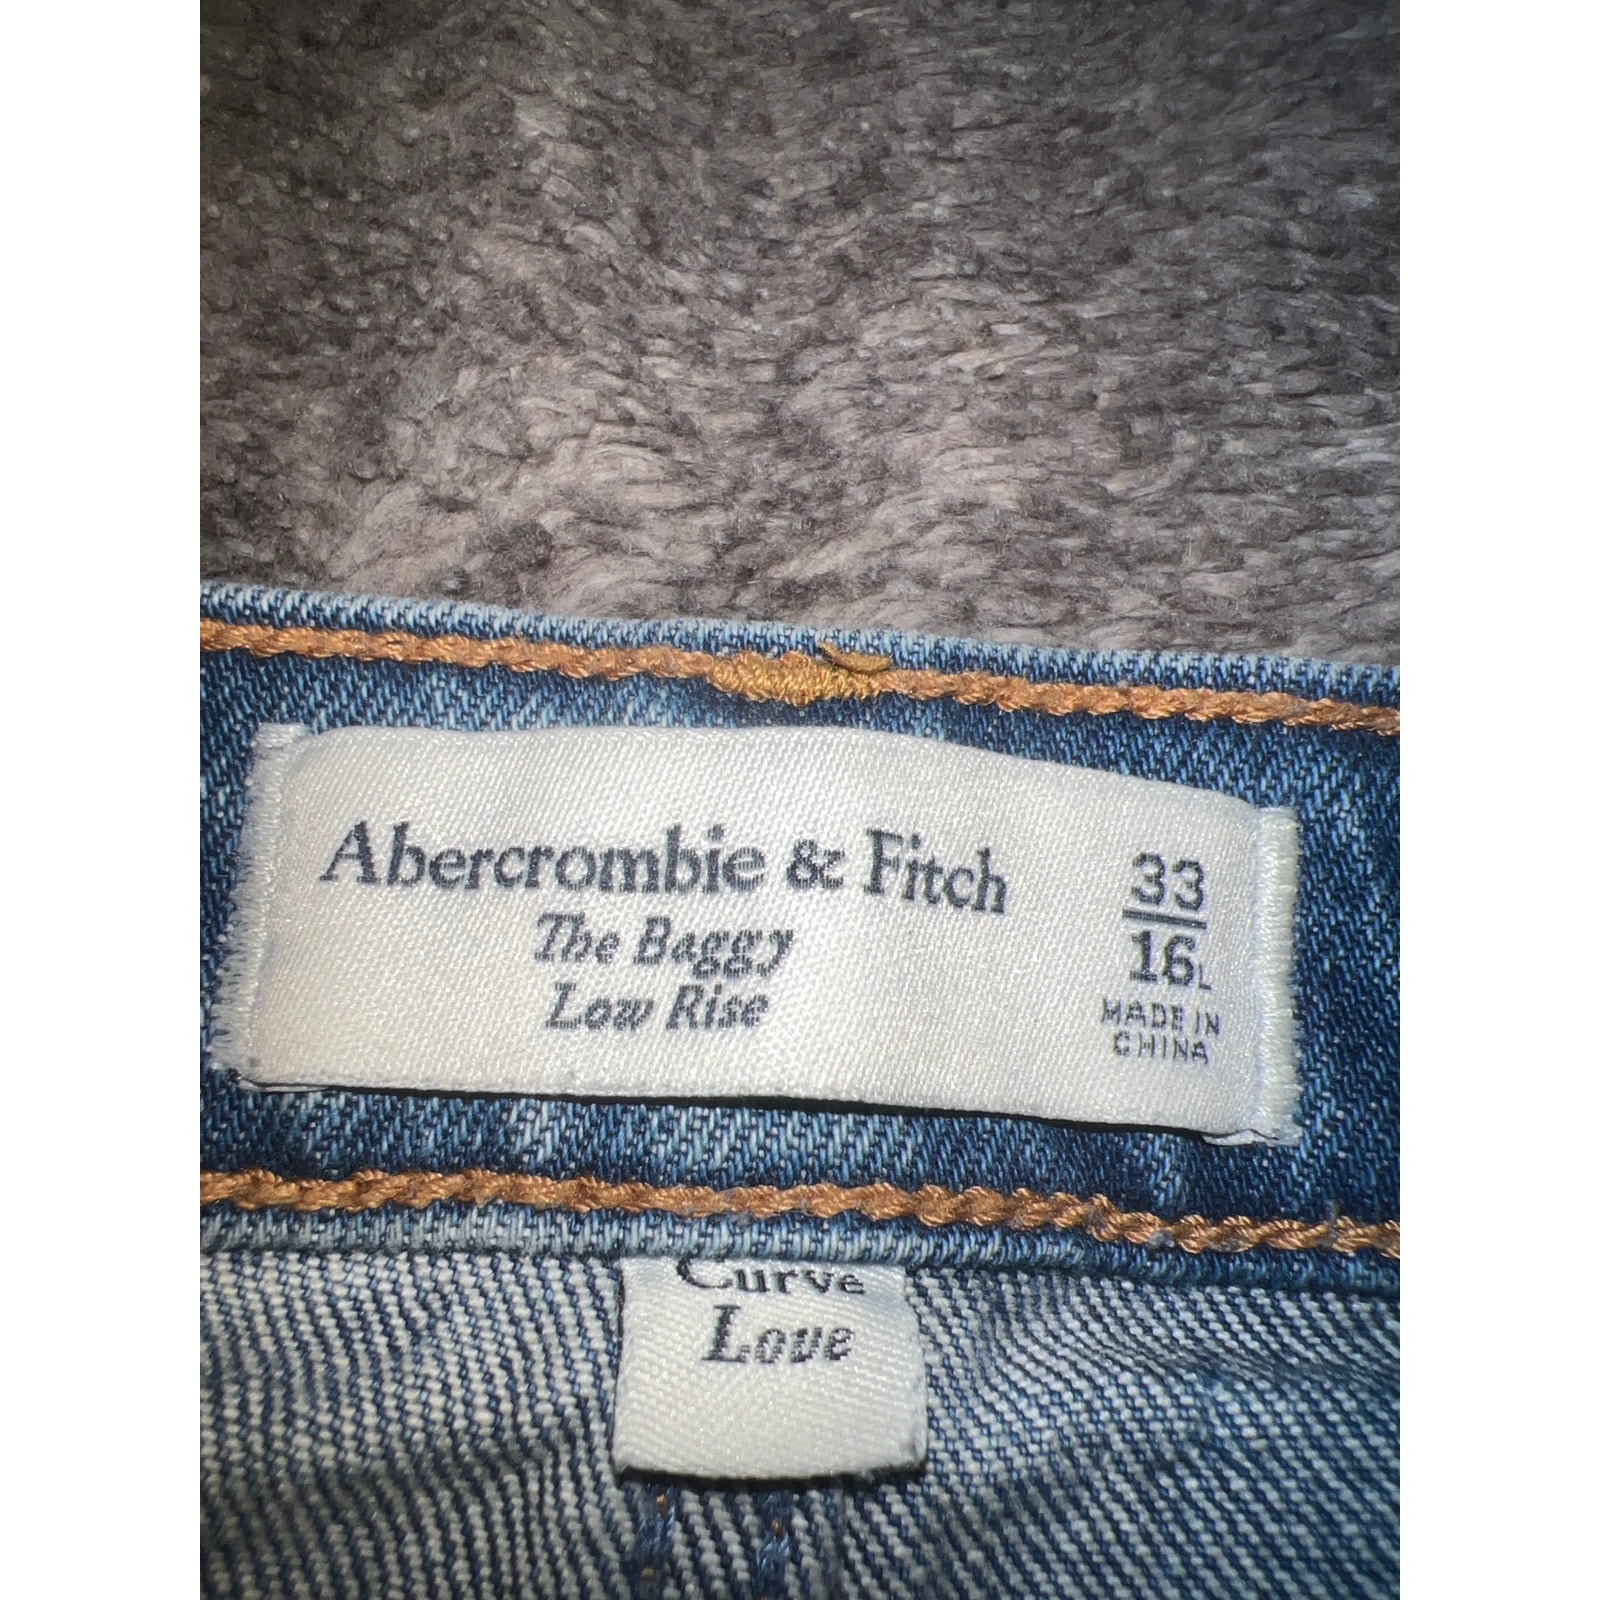 Abercrombie & Fitch
The Baggy
Low Rise
33
16L
MADE IN
CHINA
Curve
Love